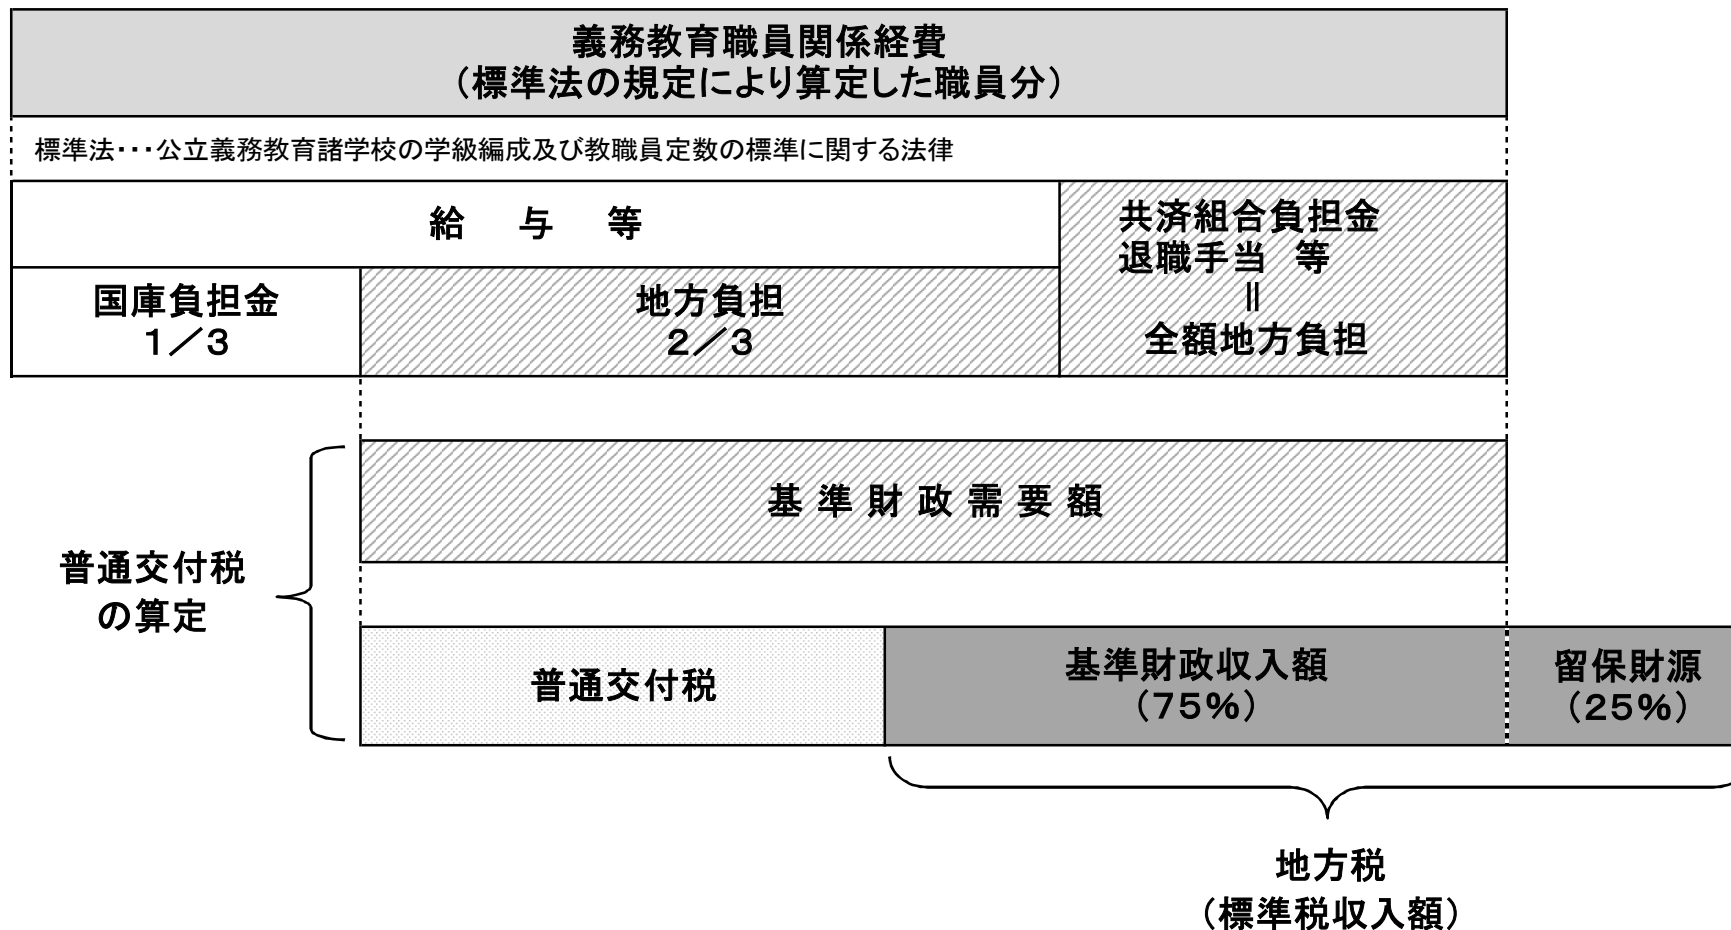 義務教育職員関係経費
（標準法の規定により算定した職員分）
標準法・・・公立義務教育諸学校の学級編成及び教職員定数の標準に関する法律
給　与　等
共済組合負担金
退職手当　等
＝
全額地方負担
国庫負担金
１／３
地方負担
２／３
基準財政需要額
普通交付税
の算定
普通交付税
基準財政収入額
（75％）
留保財源
（25％）
地方税
（標準税収入額）